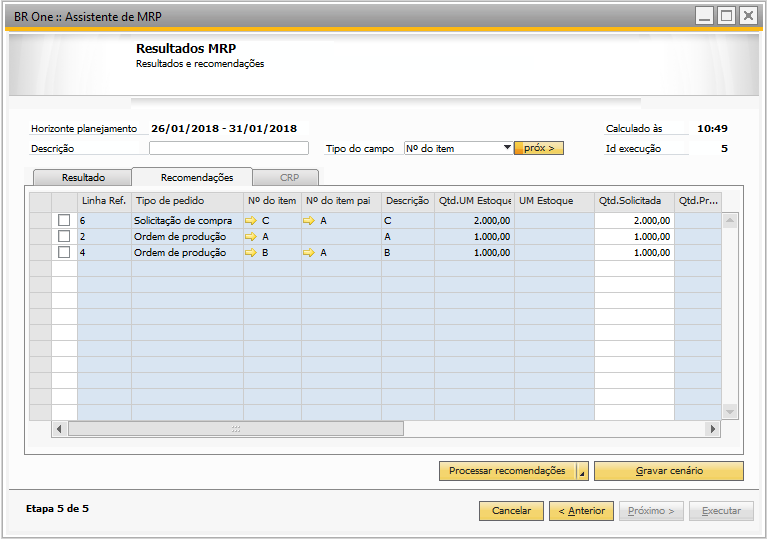 BR One :: Assistente de MRP
Resultados MRP
Resultados e recomendações
Horizonte planejamento 26/01/2018 - 31/01/2018 Calculado às 10:49
Descrição Tipo do campo Nº do item próx > Id execução 5
Resultado Recomendações CRP
Linha Ref. Tipo de pedido Nº do item Nº do item pai Descrição Qtd.UM Estoque UM Estoque Qtd.Solicitada Qtd.Pr...
6 Solicitação de compra C A C 2.000,00 2.000,00
2 Ordem de produção A A 1.000,00 1.000,00
4 Ordem de produção B A B 1.000,00 1.000,00
Processar recomendações Gravar cenário
Etapa 5 de 5 Cancelar < Anterior Próximo > Executar